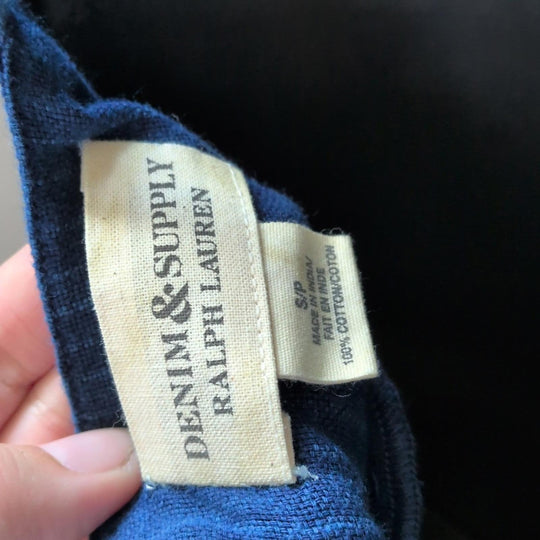 DENIM & SUPPLY
RALPH LAUREN
S/P
MADE IN INDIA/
FAIT EN INDE
100% COTTON/COTON